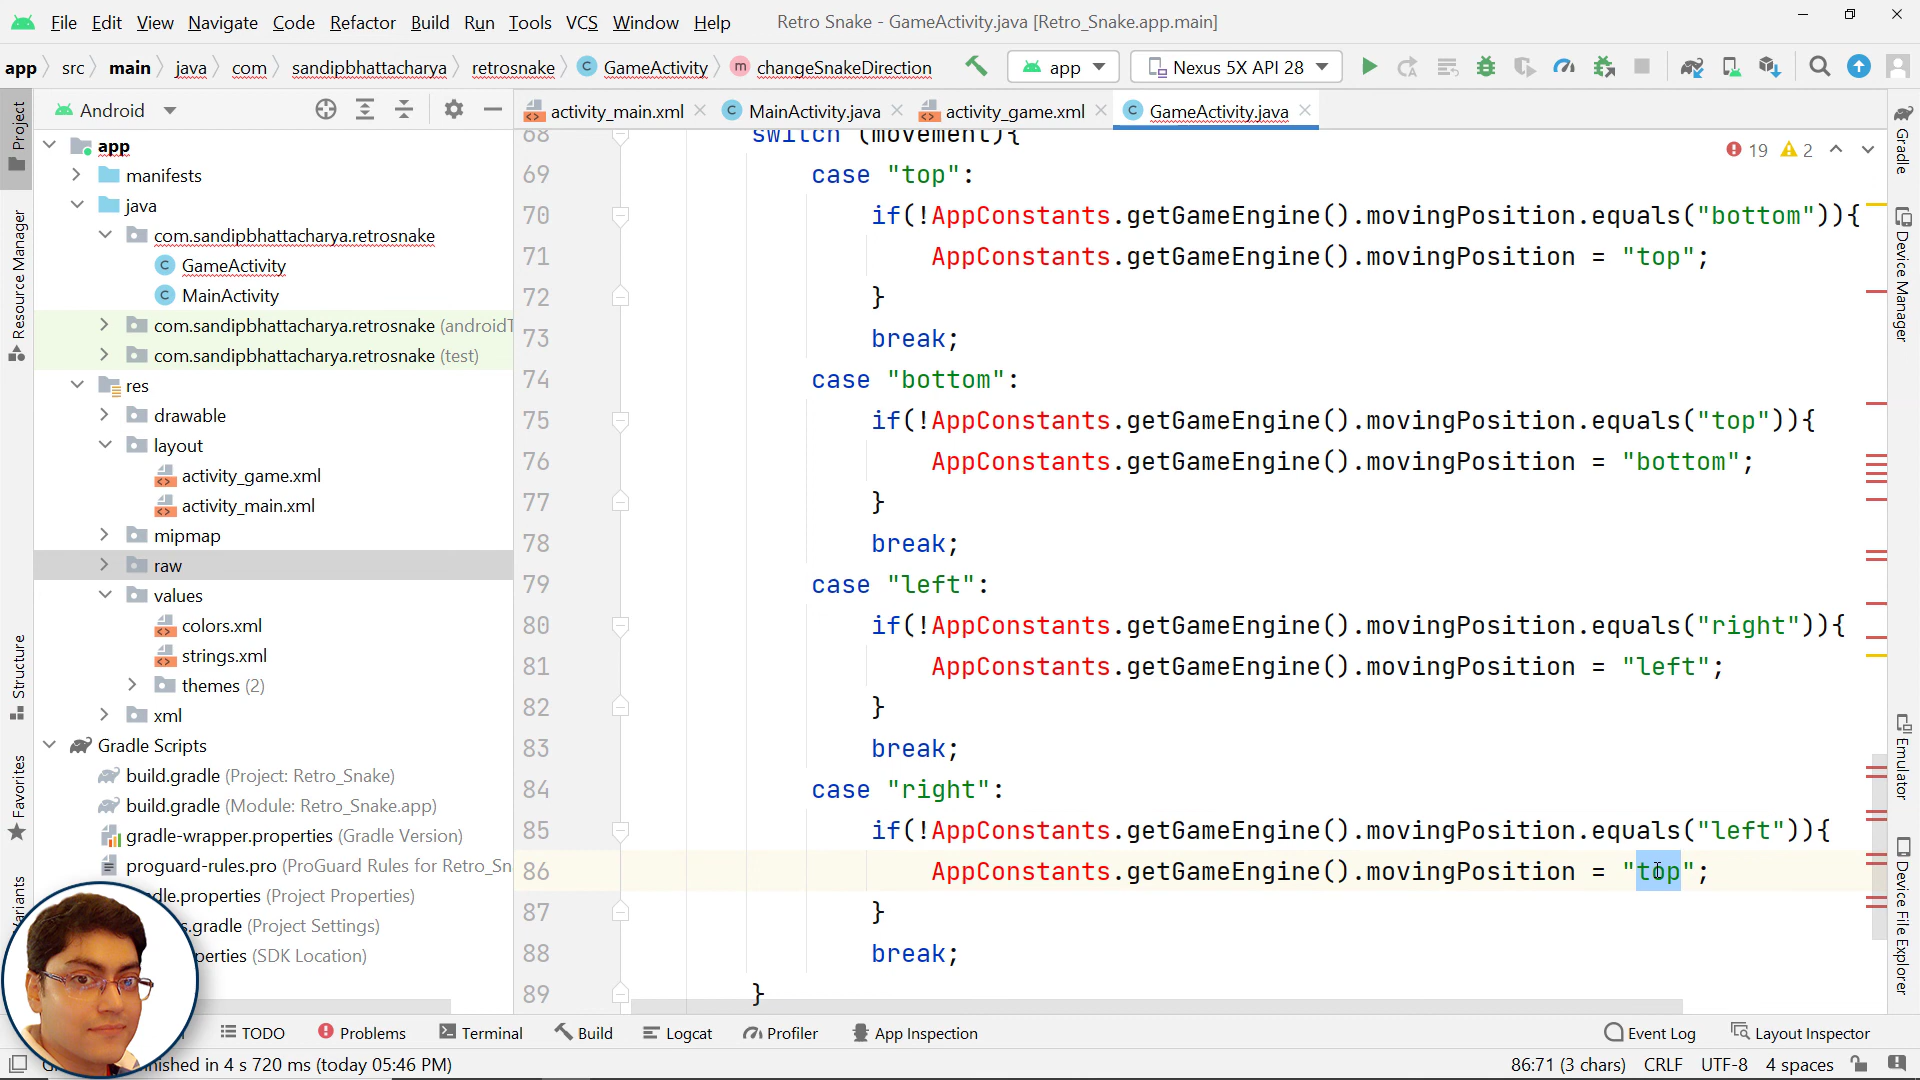 File Edit View Navigate Code Refactor Build Run Tools VCS Window Help Retro Snake - GameActivity.java [Retro_Snake.app.main]
app src main java com sandipbhattacharya retrosnake GameActivity changeSnakeDirection app Nexus 5X API 28
Android activity_main.xml MainActivity.java activity_game.xml GameActivity.java
Project
Resource Manager
Structure
Favorites
app
manifests
java
com.sandipbhattacharya.retrosnake
GameActivity
MainActivity
com.sandipbhattacharya.retrosnake
com.sandipbhattacharya.retrosnake (test)
res
drawable
layout
activity_game.xml
activity_main.xml
mipmap
raw
values
colors.xml
strings.xml
themes (2)
xml
Gradle Scripts
build.gradle (Project: Retro_Snake)
build.gradle (Module: Retro_Snake.app)
gradle-wrapper.properties (Gradle Version)
proguard-rules.pro (ProGuard Rules for Retro_Sn
(Project Properties)
(Project Settings)
(SDK Location)
19 2
68 switch (movement){
69 case "top":
70 if(!AppConstants.getGameEngine().movingPosition.equals("bottom")){
71 AppConstants.getGameEngine().movingPosition = "top";
72 }
73 break;
74 case "bottom":
75 if(!AppConstants.getGameEngine().movingPosition.equals("top")){
76 AppConstants.getGameEngine().movingPosition = "bottom";
77 }
78 break;
79 case "left":
80 if(!AppConstants.getGameEngine().movingPosition.equals("right")){
81 AppConstants.getGameEngine().movingPosition = "left";
82 }
83 break;
84 case "right":
85 if(!AppConstants.getGameEngine().movingPosition.equals("left")){
86 AppConstants.getGameEngine().movingPosition = "top";
87 }
88 break;
89 }
Gradle
Device Manager
Emulator
Device File Explorer
TODO Problems Terminal Build Logcat Profiler App Inspection Event Log Layout Inspector
in 4 s 720 ms (today 05:46 PM) 86:71 (3 chars) CRLF UTF-8 4 spaces